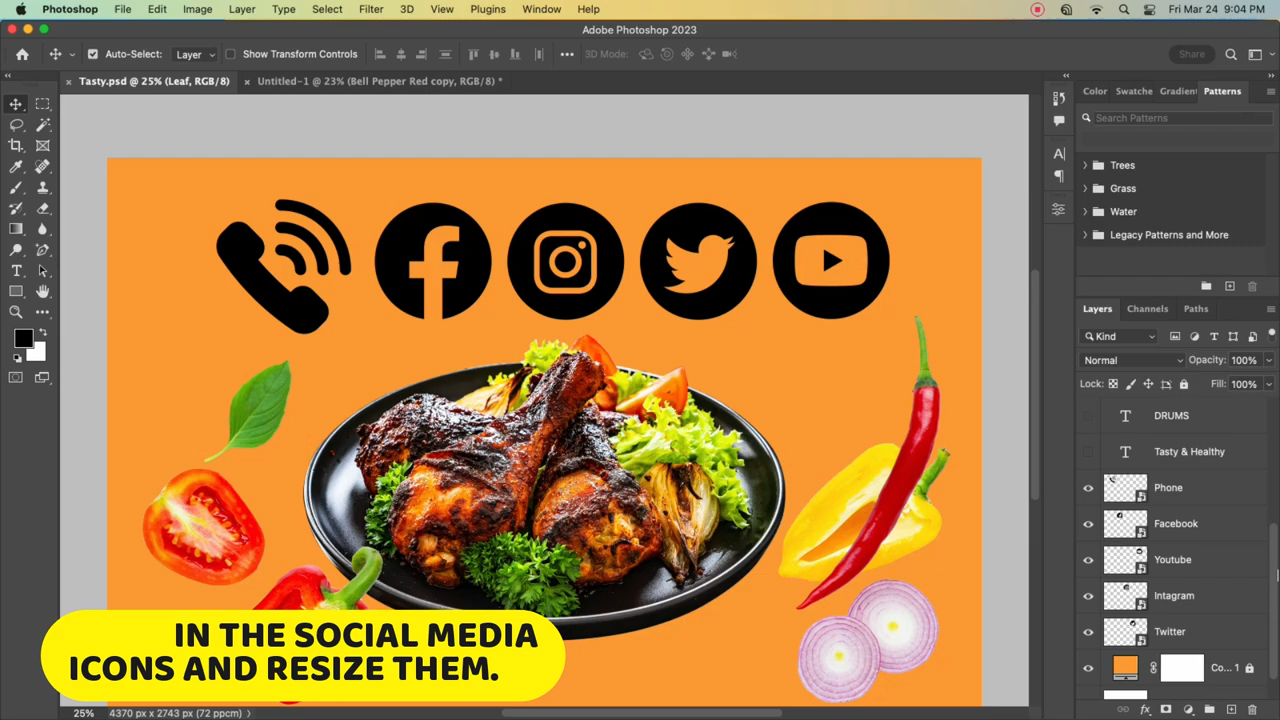 Photoshop File Edit Image Layer Type Select Filter 3D View Plugins Window Help Fri Mar 24 9:04 PM
Adobe Photoshop 2023
Auto-Select: Layer Show Transform Controls 3D Mode: Share
Tasty.psd @ 25% (Leaf, RGB/8) Untitled-1 @ 23% (Bell Pepper Red copy, RGB/8) *
Color Swatche Gradient Patterns
Search Patterns
Trees
Grass
Water
Legacy Patterns and More
Layers Channels Paths
Kind
Normal Opacity: 100%
Lock: Fill: 100%
DRUMS
Tasty & Healthy
Phone
Facebook
Youtube
Intagram
Twitter
Co... 1
IN THE SOCIAL MEDIA
ICONS AND RESIZE THEM.
25% 4370 px x 2743 px (72 ppcm)